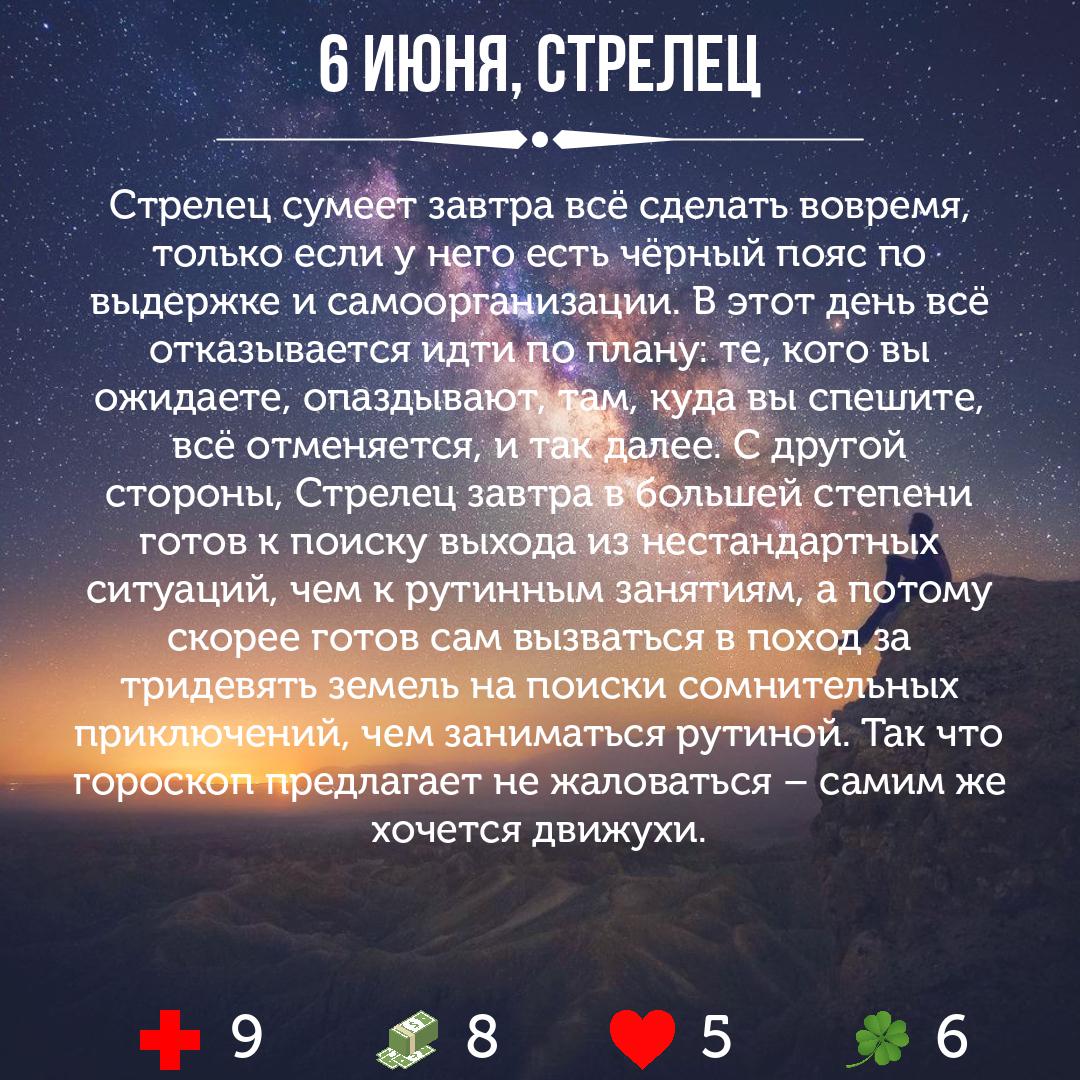 6 ИЮНЯ, СТРЕЛЕЦ
Стрелец сумеет завтра всё сделать вовремя,
только если у него есть чёрный пояс по
выдержке и самоорганизации. В этот день всё
отказывается идти по плану: те, кого вы
ожидаете, опаздывают, там, куда вы спешите,
всё отменяется, и так далее. С другой
стороны, Стрелец завтра в большей степени
готов к поиску выхода из нестандартных
ситуаций, чем к рутинным занятиям, а потому
скорее готов сам вызваться в поход за
тридевять земель на поиски сомнительных
приключений, чем заниматься рутиной. Так что
гороскоп предлагает не жаловаться – самим же
хочется движухи.
9 8 5 6